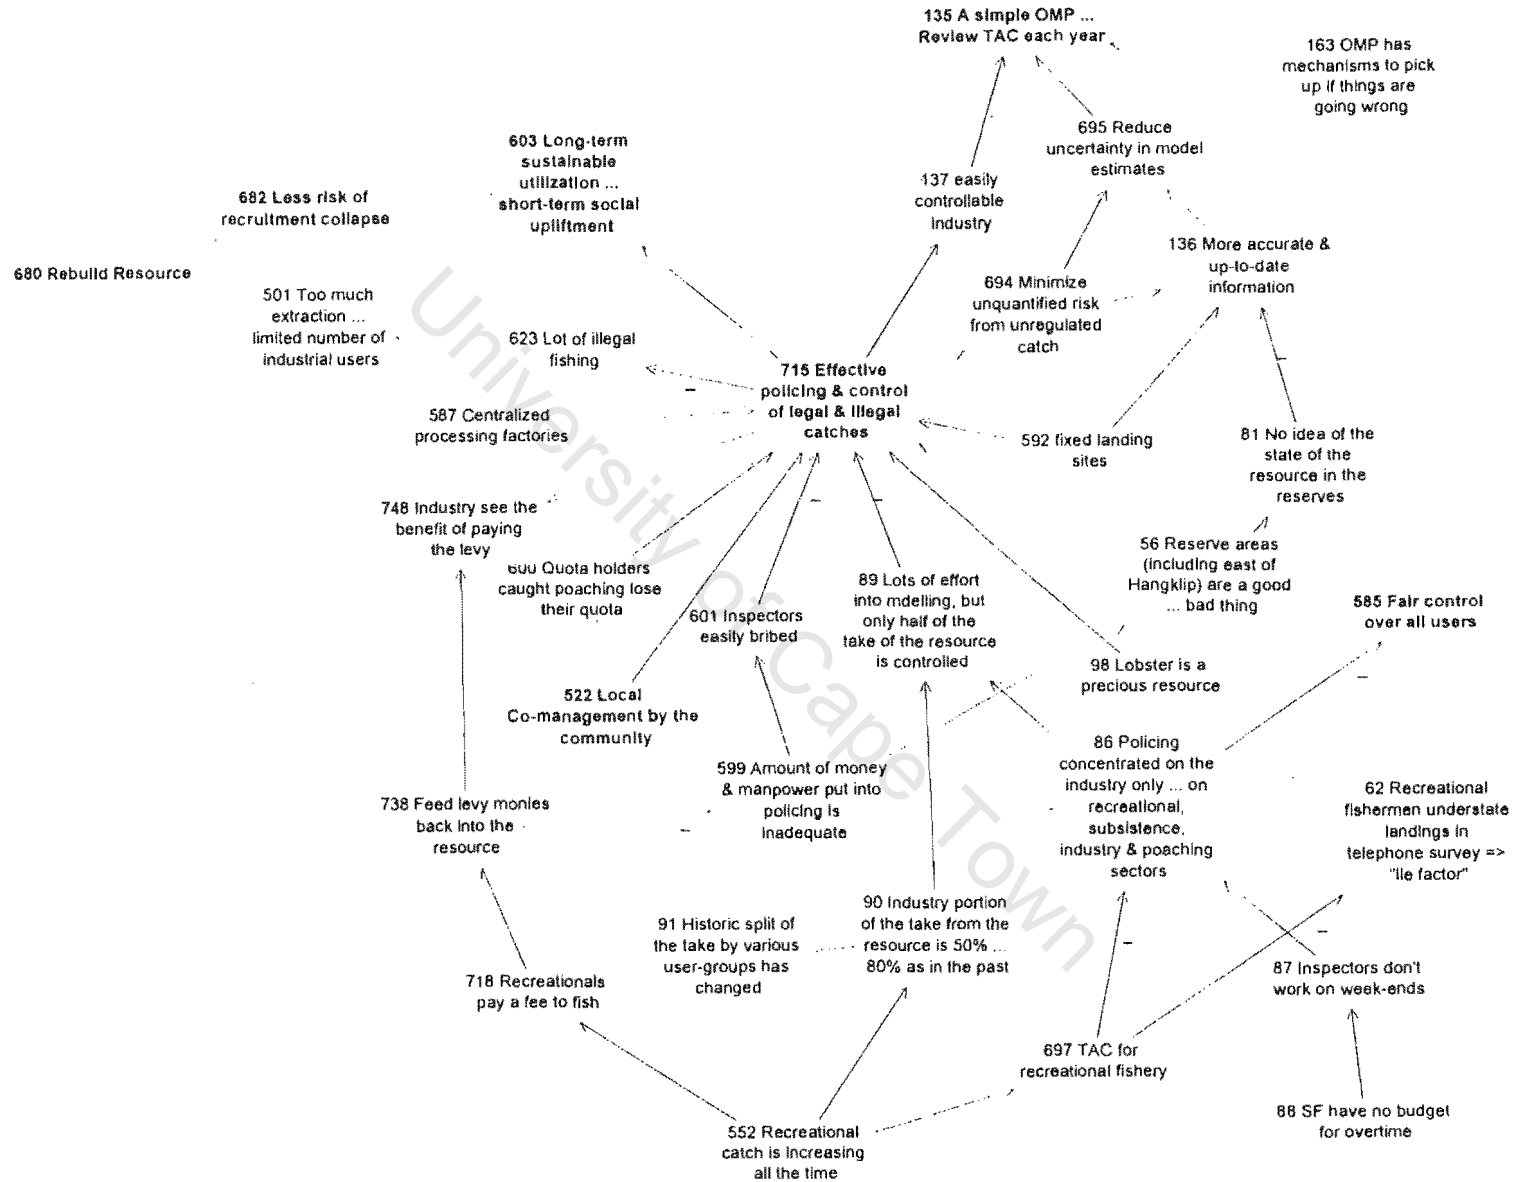 135 A simple OMP ...
Review TAC each year
163 OMP has
mechanisms to pick
up if things are
going wrong
695 Reduce
uncertainty in model
estimates
603 Long-term
sustainable
utilization ...
short-term social
upliftment
137 easily
controllable
industry
682 Less risk of
recruitment collapse
136 More accurate &
up-to-date
information
680 Rebuild Resource
694 Minimize
unquantified risk
from unregulated
catch
501 Too much
extraction ...
limited number of
industrial users
623 Lot of illegal
fishing
715 Effective
policing & control
of legal & illegal
catches
587 Centralized
processing factories
592 fixed landing
sites
81 No idea of the
state of the
resource in the
reserves
748 Industry see the
benefit of paying
the levy
600 Quota holders
caught poaching lose
their quota
56 Reserve areas
(including east of
Hangklip) are a good
... bad thing
89 Lots of effort
into mdelling, but
only half of the
take of the resource
is controlled
601 Inspectors
easily bribed
585 Fair control
over all users
98 Lobster is a
precious resource
522 Local
Co-management by the
community
86 Policing
concentrated on the
industry only ... on
recreational,
subsistence,
industry & poaching
sectors
599 Amount of money
& manpower put into
policing is
inadequate
62 Recreational
fishermen understate
landings in
telephone survey =>
"lie factor"
738 Feed levy monies
back into the
resource
90 Industry portion
of the take from the
resource is 50% ...
80% as in the past
91 Historic split of
the take by various
user-groups has
changed
718 Recreationals
pay a fee to fish
87 Inspectors don't
work on week-ends
697 TAC for
recreational fishery
88 SF have no budget
for overtime
552 Recreational
catch is increasing
all the time
University of Cape Town